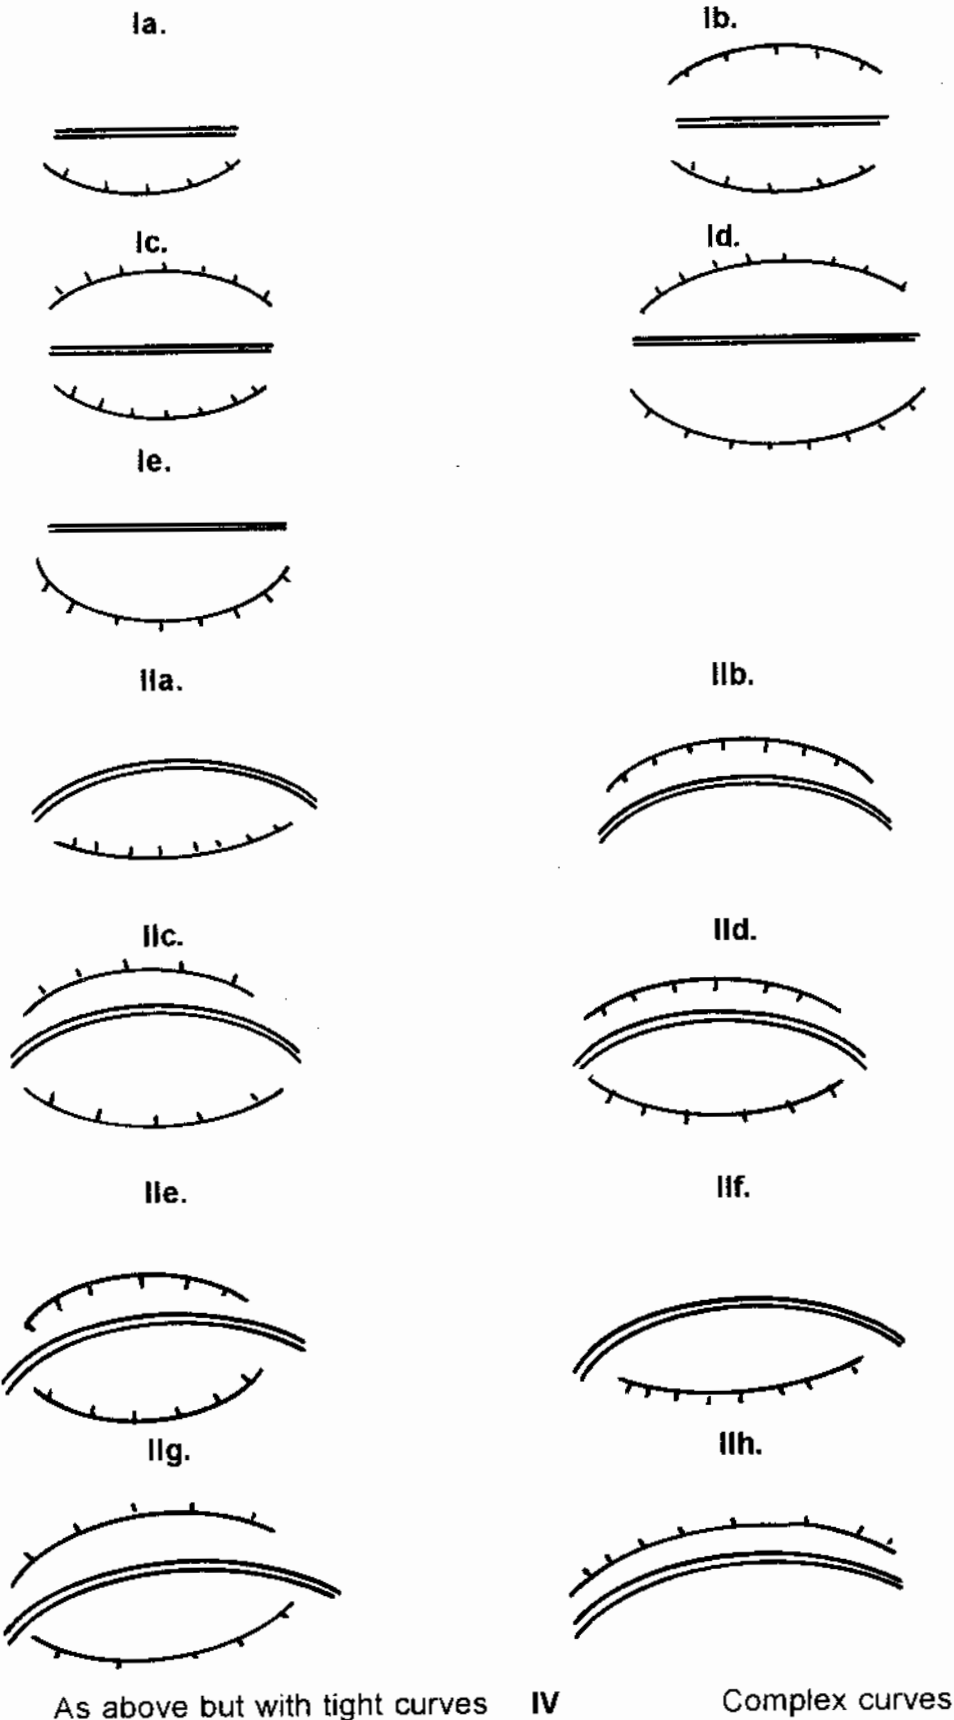 Ia.
Ib.
Ic.
Id.
Ie.
IIa.
IIb.
IIc.
IId.
IIe.
IIf.
IIg.
IIh.
As above but with tight curves IV Complex curves